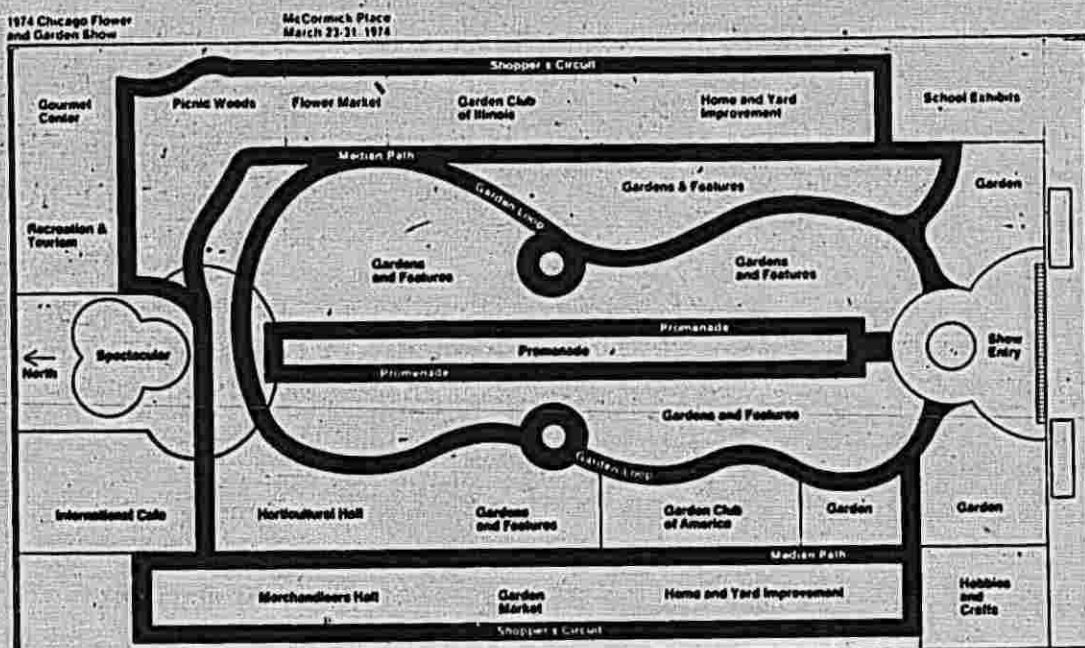 1974 Chicago Flower
and Garden Show
McCormick Place
March 23-31, 1974
Shopper's Circuit
Gourmet
Center
Picnic Woods
Flower Market
Garden Club
of Illinois
Home and Yard
Improvement
School Exhibits
Median Path
Garden Loop
Gardens & Features
Garden
Recreation &
Tourism
Gardens
and Features
Gardens
and Features
Promenade
Promenade
Promenade
Spectacular
North
Show
Entry
Gardens and Features
Garden Loop
International Cafe
Horticultural Hall
Gardens
and Features
Garden Club
of America
Garden
Garden
Median Path
Merchandisers Hall
Garden
Market
Home and Yard Improvement
Hobbies
and
Crafts
Shopper's Circuit